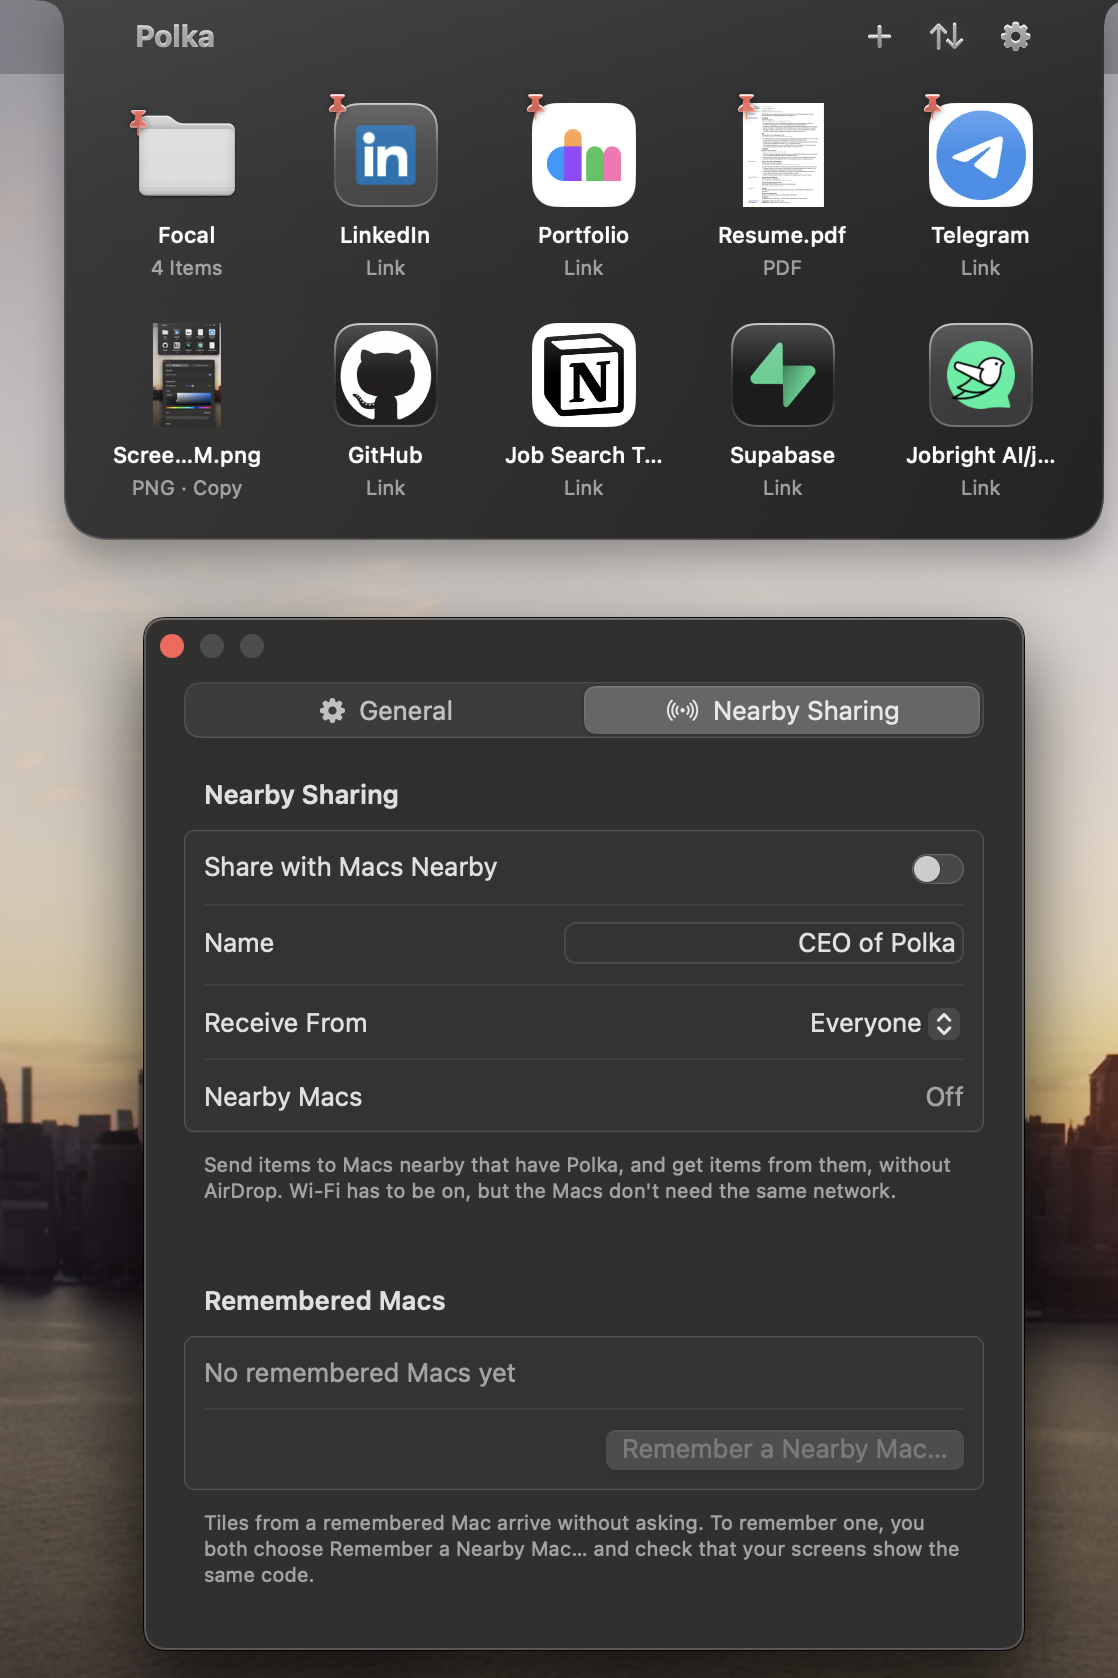 Polka
Focal
4 Items
LinkedIn
Link
Portfolio
Link
Resume.pdf
PDF
Telegram
Link
Scree...M.png
PNG · Copy
GitHub
Link
Job Search T...
Link
Supabase
Link
Jobright AI/j...
Link
General
Nearby Sharing
Nearby Sharing
Share with Macs Nearby
Name
CEO of Polka
Receive From
Everyone
Nearby Macs
Off
Send items to Macs nearby that have Polka, and get items from them, without
AirDrop. Wi-Fi has to be on, but the Macs don't need the same network.
Remembered Macs
No remembered Macs yet
Remember a Nearby Mac...
Tiles from a remembered Mac arrive without asking. To remember one, you
both choose Remember a Nearby Mac... and check that your screens show the
same code.